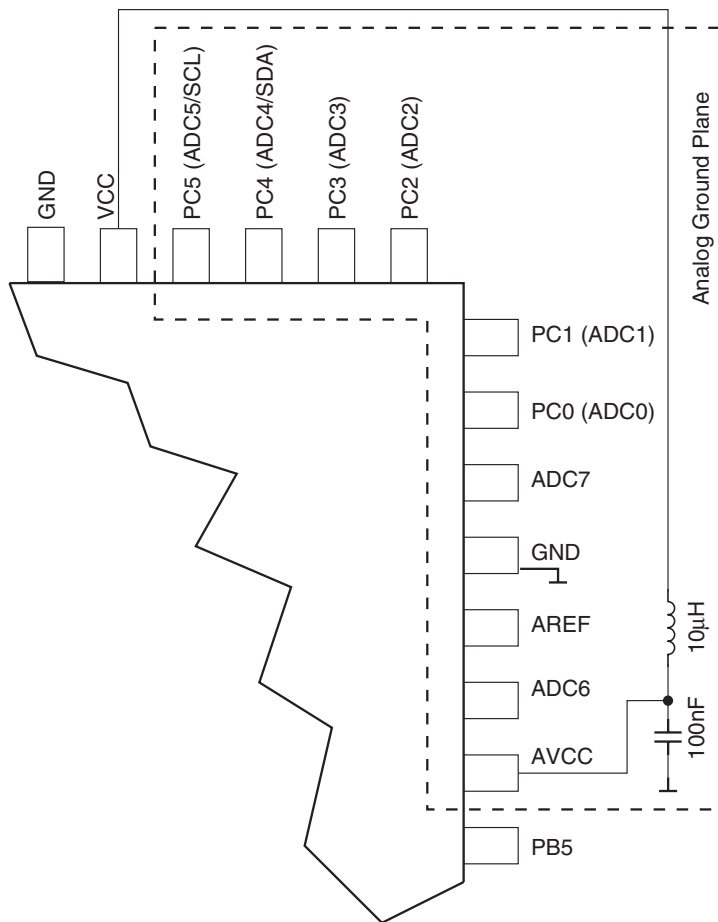 GND
VCC
PC5 (ADC5/SCL)
PC4 (ADC4/SDA)
PC3 (ADC3)
PC2 (ADC2)
Analog Ground Plane
PC1 (ADC1)
PC0 (ADC0)
ADC7
GND
AREF
10µH
ADC6
100nF
AVCC
PB5